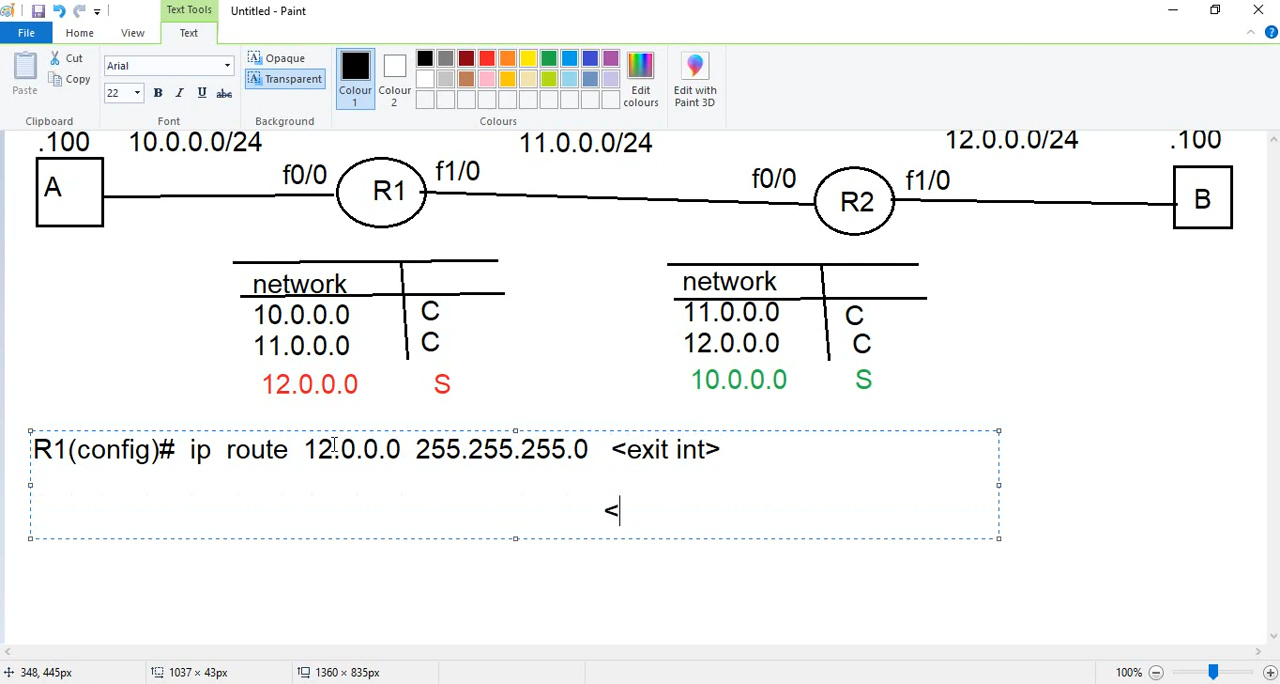 Text Tools
Untitled - Paint
File Home View Text
Paste
Cut
Copy
Clipboard
Arial
22 B I U abc
Font
Opaque
Transparent
Background
Colour 1
Colour 2
Edit colours
Colours
Edit with Paint 3D
.100 10.0.0.0/24 11.0.0.0/24 12.0.0.0/24 .100
A f0/0 R1 f1/0 f0/0 R2 f1/0 B
network
10.0.0.0 C
11.0.0.0 C
12.0.0.0 S
network
11.0.0.0 C
12.0.0.0 C
10.0.0.0 S
R1(config)# ip route 12.0.0.0 255.255.255.0 <exit int>
<
348, 445px 1037 × 43px 1360 × 835px 100%